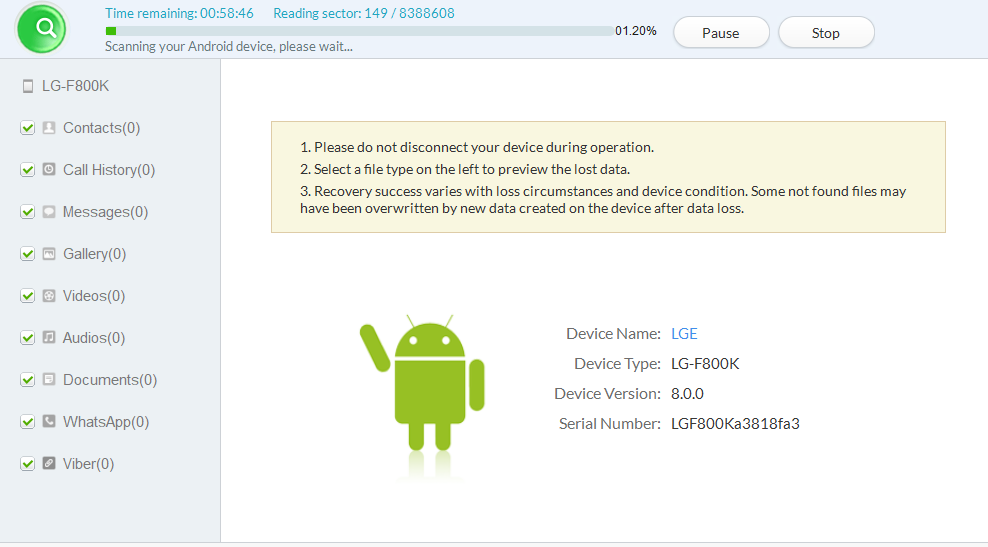 Time remaining: 00:58:46 Reading sector: 149 / 8388608
01.20%
Scanning your Android device, please wait...
Pause
Stop
LG-F800K
Contacts(0)
Call History(0)
Messages(0)
Gallery(0)
Videos(0)
Audios(0)
Documents(0)
WhatsApp(0)
Viber(0)
1. Please do not disconnect your device during operation.
2. Select a file type on the left to preview the lost data.
3. Recovery success varies with loss circumstances and device condition. Some not found files may
have been overwritten by new data created on the device after data loss.
Device Name: LGE
Device Type: LG-F800K
Device Version: 8.0.0
Serial Number: LGF800Ka3818fa3